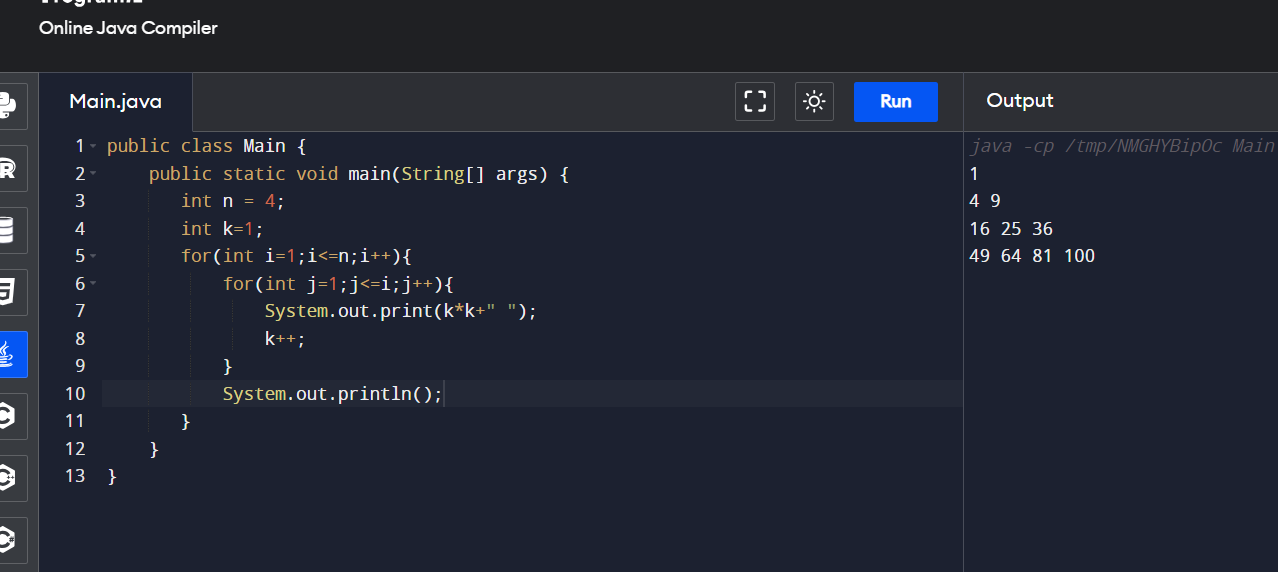 Online Java Compiler
Main.java
Run
Output
1 public class Main {
2     public static void main(String[] args) {
3        int n = 4;
4        int k=1;
5        for(int i=1;i<=n;i++){
6            for(int j=1;j<=i;j++){
7                System.out.print(k*k+" ");
8                k++;
9            }
10            System.out.println();
11        }
12     }
13 }
java -cp /tmp/NMGHYBipOc Main
1
4 9
16 25 36
49 64 81 100